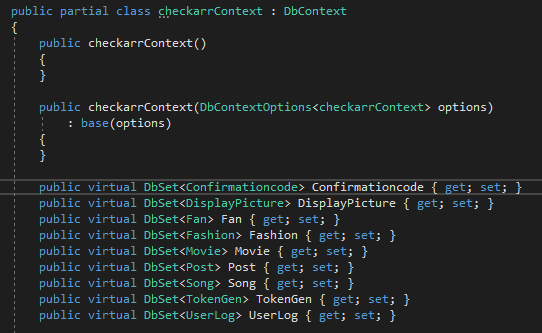 public partial class checkarrContext : DbContext
{
public checkarrContext()
{
}
public checkarrContext(DbContextOptions<checkarrContext> options)
: base(options)
{
}
public virtual DbSet<Confirmationcode> Confirmationcode { get; set; }
public virtual DbSet<DisplayPicture> DisplayPicture { get; set; }
public virtual DbSet<Fan> Fan { get; set; }
public virtual DbSet<Fashion> Fashion { get; set; }
public virtual DbSet<Movie> Movie { get; set; }
public virtual DbSet<Post> Post { get; set; }
public virtual DbSet<Song> Song { get; set; }
public virtual DbSet<TokenGen> TokenGen { get; set; }
public virtual DbSet<UserLog> UserLog { get; set; }